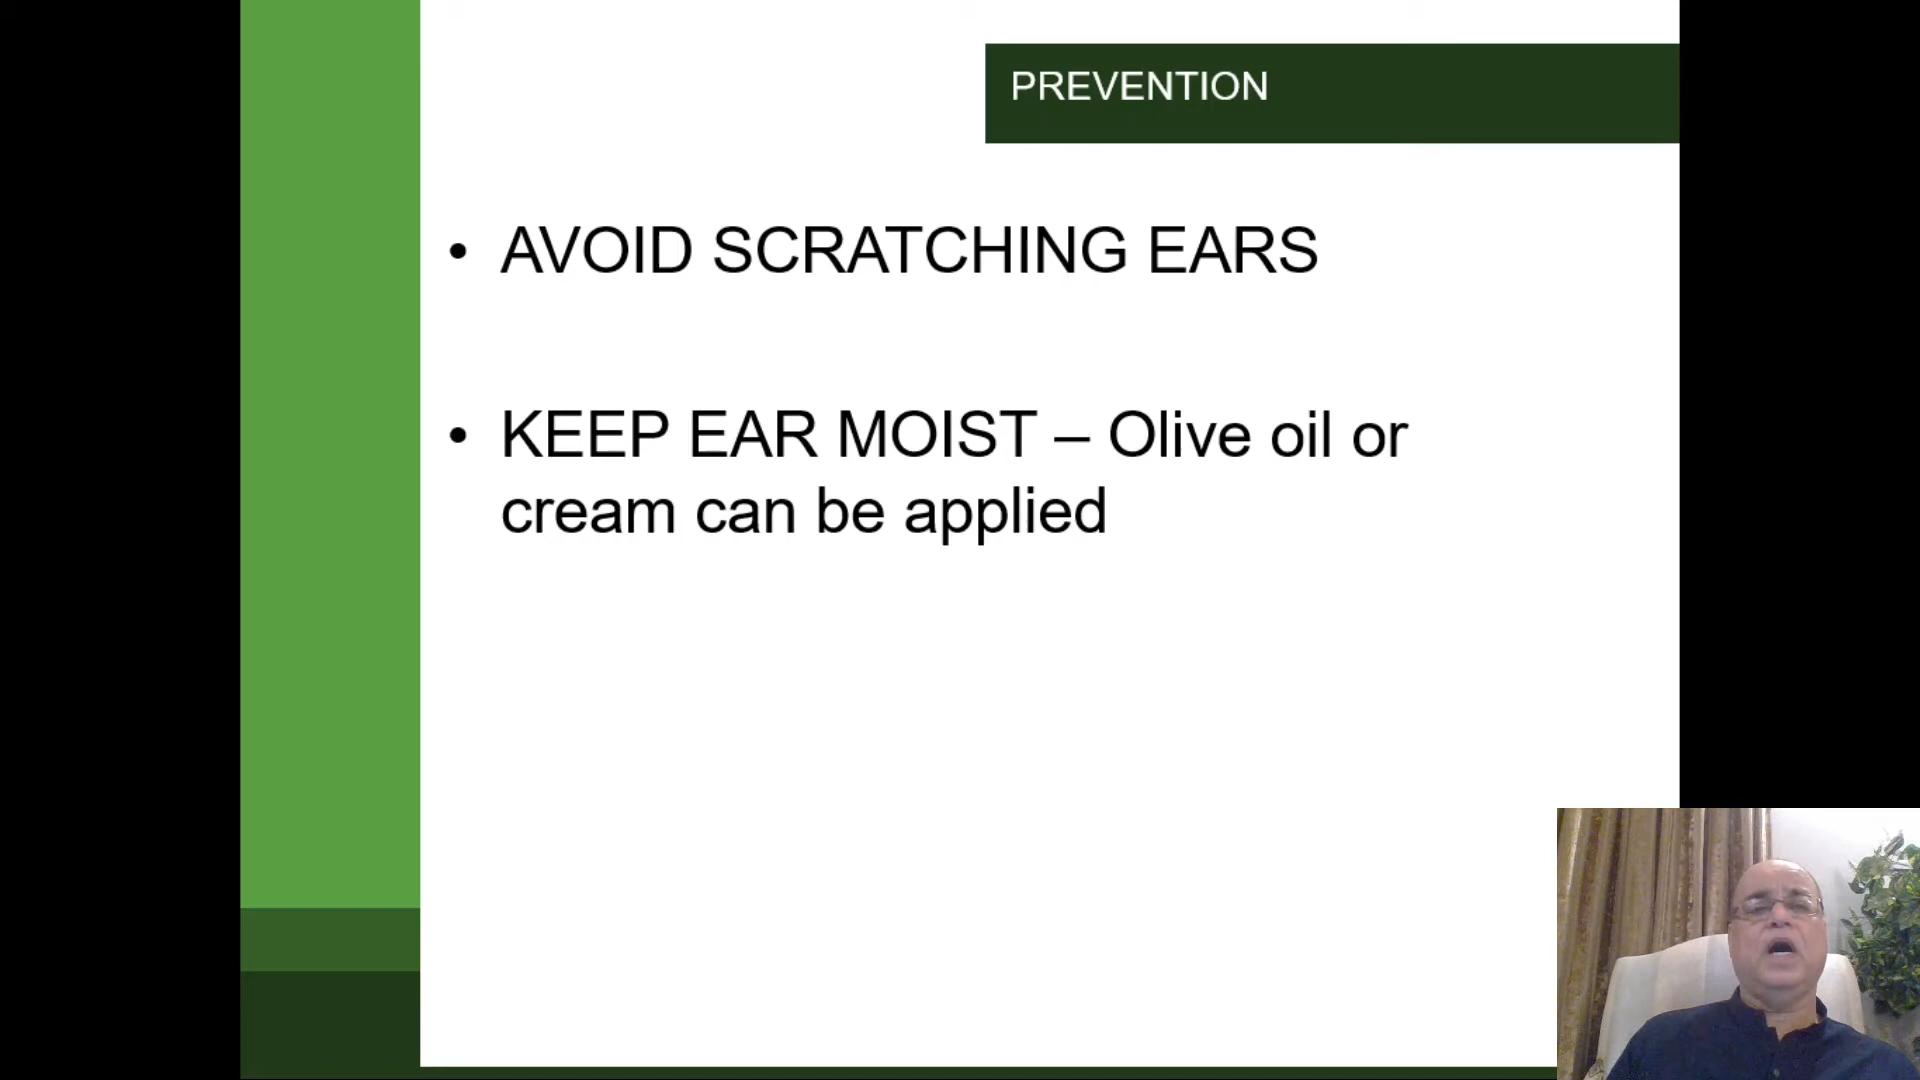 PREVENTION
• AVOID SCRATCHING EARS
• KEEP EAR MOIST – Olive oil or
cream can be applied